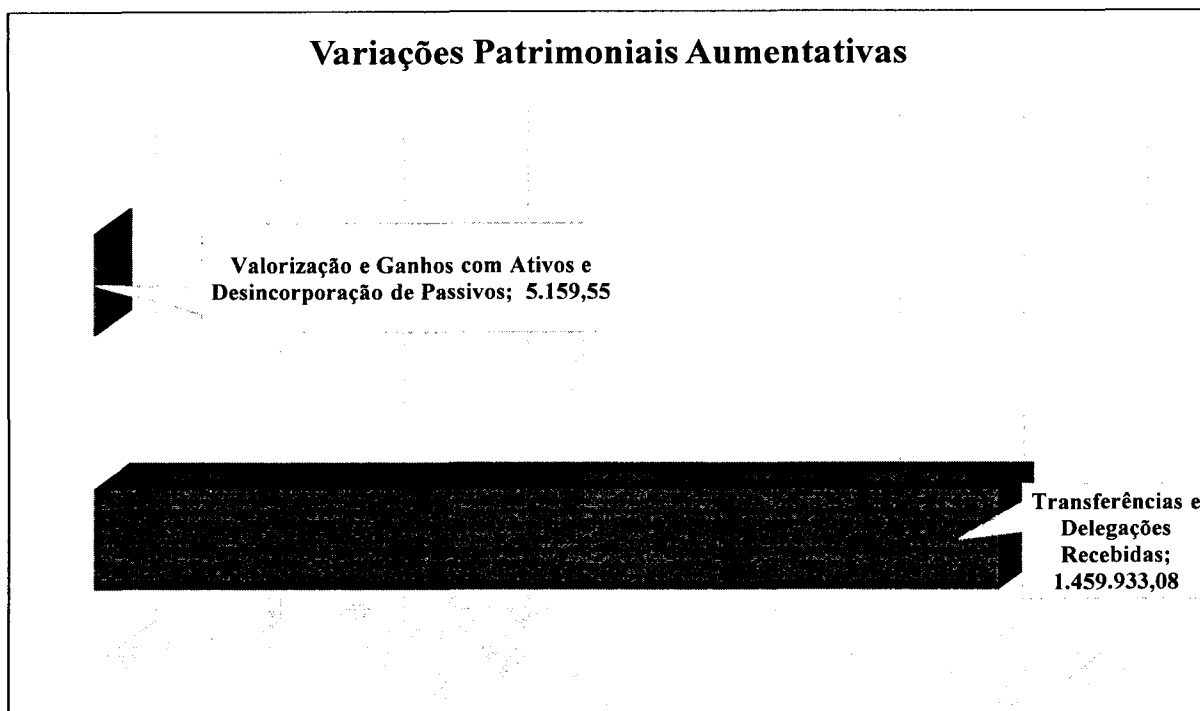 Variações Patrimoniais Aumentativas
Valorização e Ganhos com Ativos e
Desincorporação de Passivos; 5.159,55
Transferências e
Delegações
Recebidas;
1.459.933,08